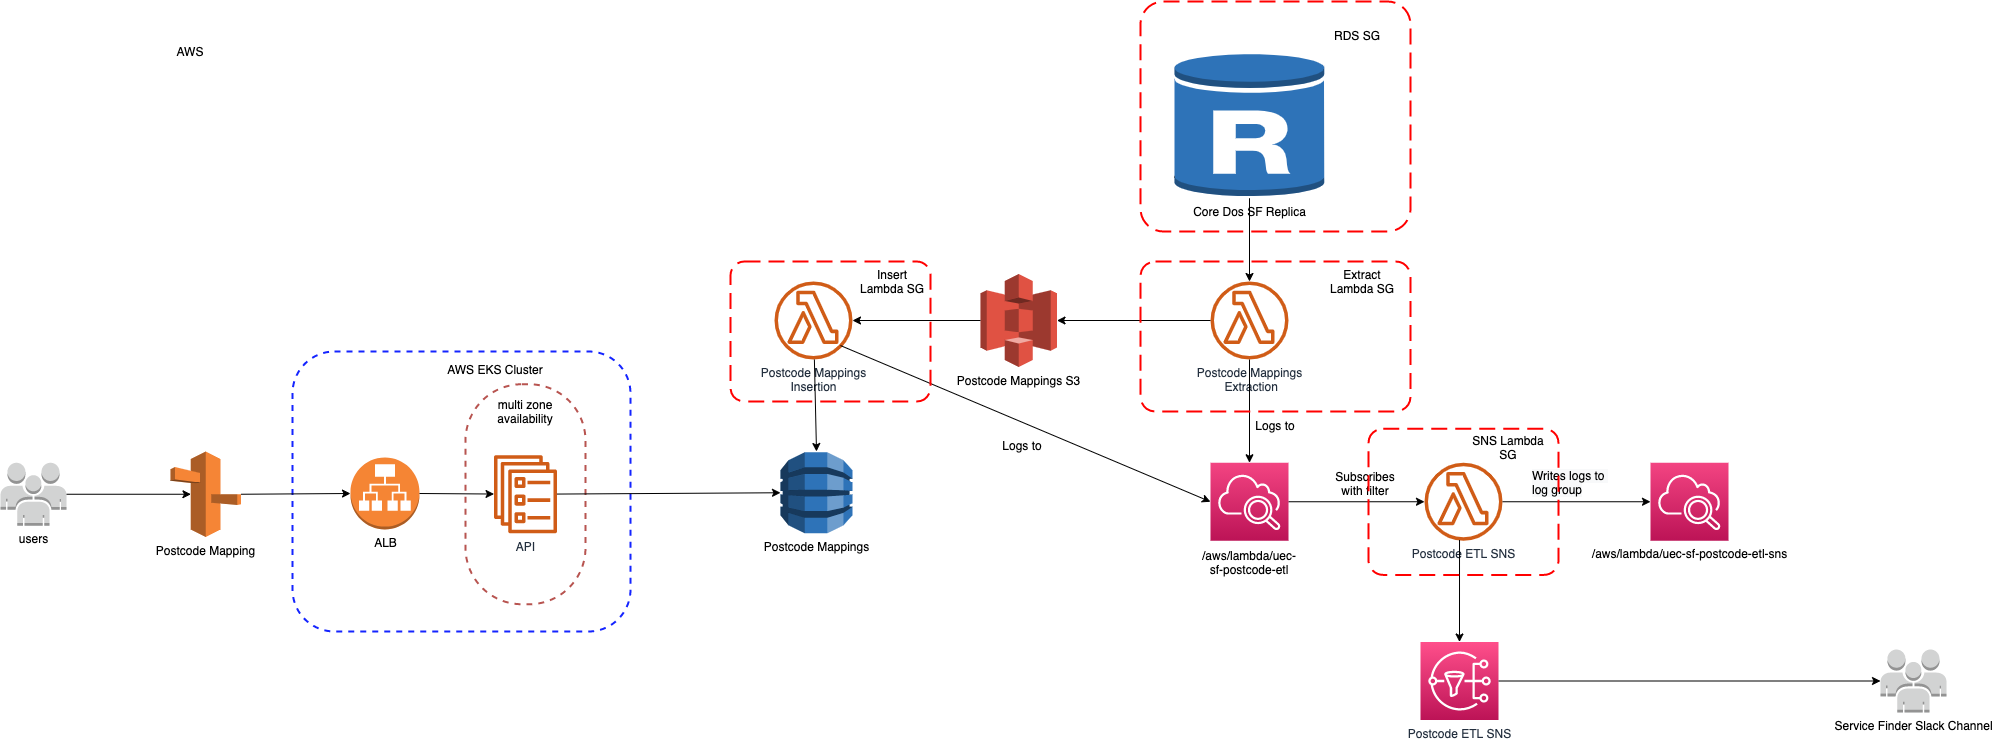 AWS
RDS SG
R
Core Dos SF Replica
Insert
Lambda SG
Extract
Lambda SG
Postcode Mappings
Insertion
Postcode Mappings S3
Postcode Mappings
Extraction
AWS EKS Cluster
multi zone
availability
Logs to
Logs to
SNS Lambda
SG
Subscribes
with filter
Writes logs to
log group
users
Postcode Mapping
ALB
API
Postcode Mappings
/aws/lambda/uec-
sf-postcode-etl
Postcode ETL SNS
/aws/lambda/uec-sf-postcode-etl-sns
Postcode ETL SNS
Service Finder Slack Channel